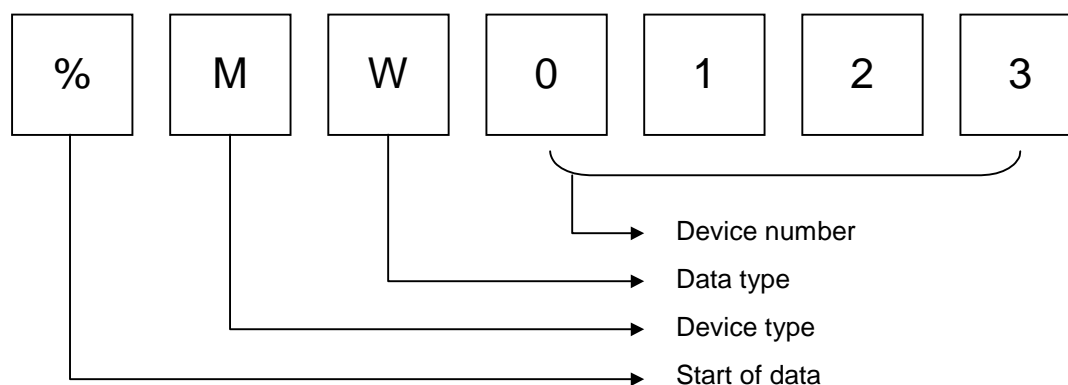 % M W 0 1 2 3
Device number
Data type
Device type
Start of data